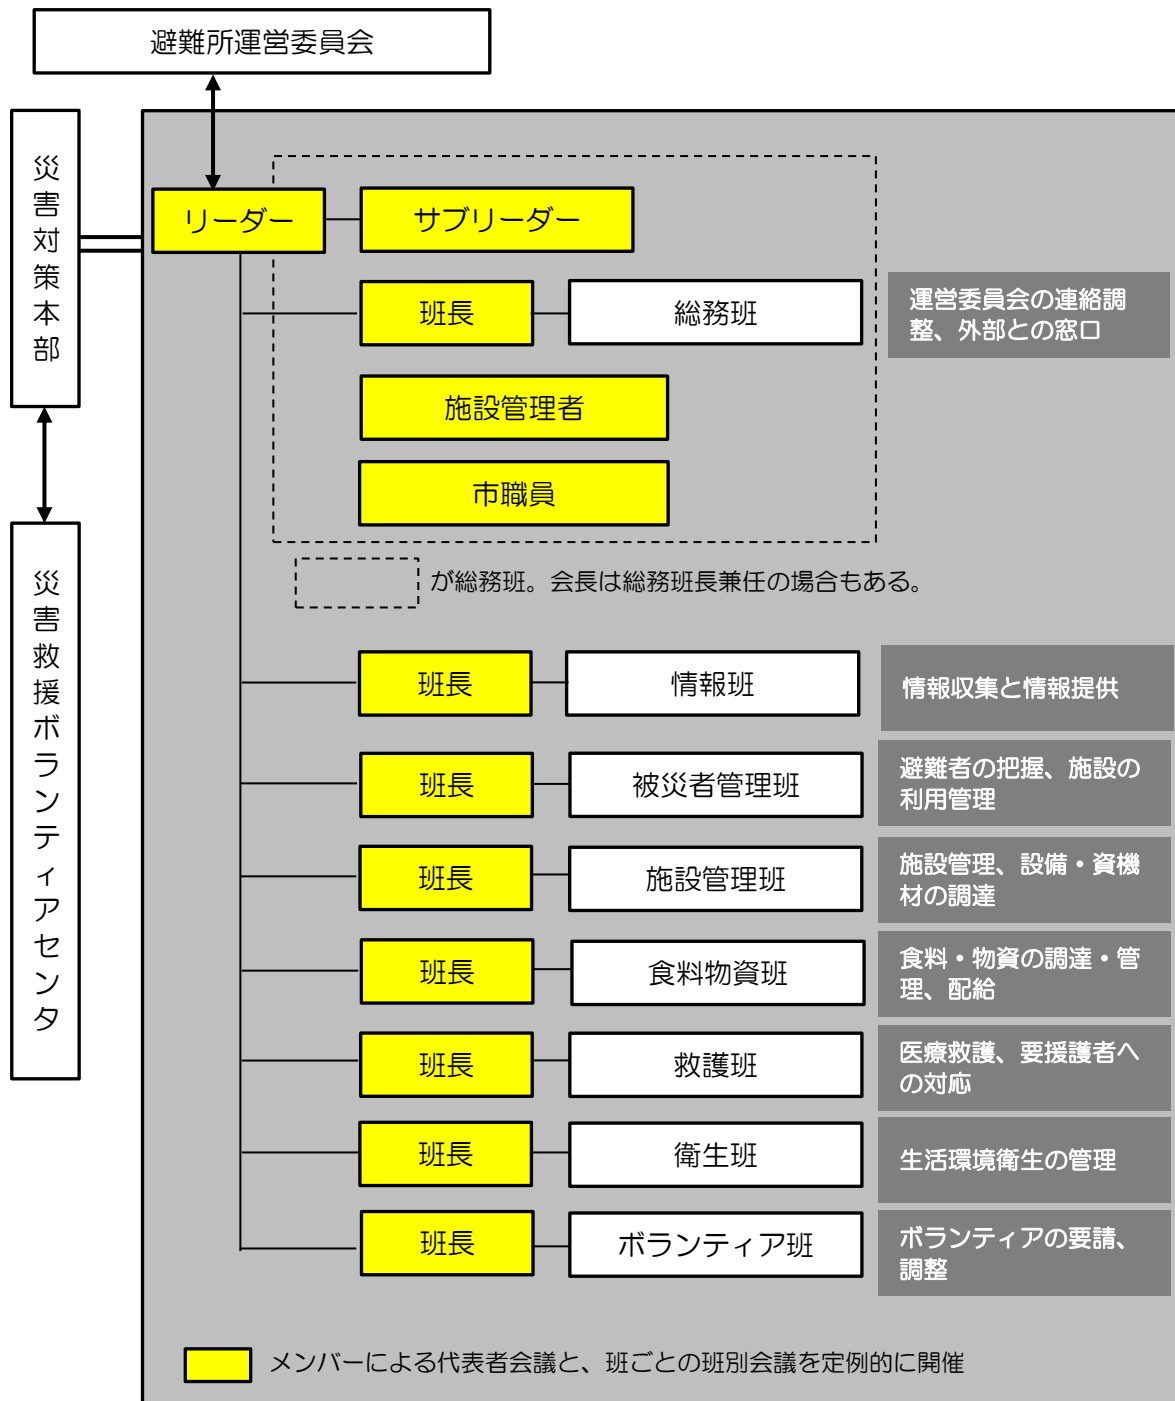 避難所運営委員会
災害対策本部
リーダー
サブリーダー
班長
総務班
運営委員会の連絡調
整、外部との窓口
施設管理者
市職員
が総務班。会長は総務班長兼任の場合もある。
災害救援ボランティアセンタ
班長
情報班
情報収集と情報提供
班長
被災者管理班
避難者の把握、施設の
利用管理
班長
施設管理班
施設管理、設備・資機
材の調達
班長
食料物資班
食料・物資の調達・管
理、配給
班長
救護班
医療救護、要援護者へ
の対応
班長
衛生班
生活環境衛生の管理
班長
ボランティア班
ボランティアの要請、
調整
メンバーによる代表者会議と、班ごとの班別会議を定例的に開催